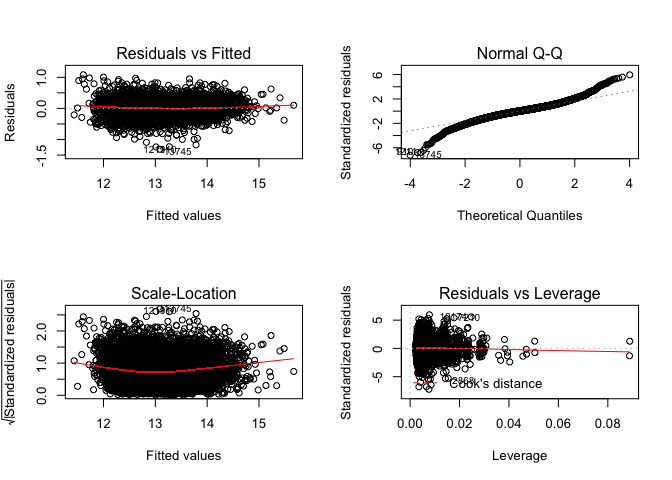 Residuals vs Fitted
Residuals
1.0
0.0
-1.5
12
13
14
15
Fitted values
Normal Q-Q
Standardized residuals
6
2
-2
-6
-4
-2
0
2
4
Theoretical Quantiles
Scale-Location
√|Standardized residuals|
2.0
1.0
0.0
12
13
14
15
Fitted values
Residuals vs Leverage
Standardized residuals
5
0
-5
Cook's distance
0.00
0.02
0.04
0.06
0.08
Leverage